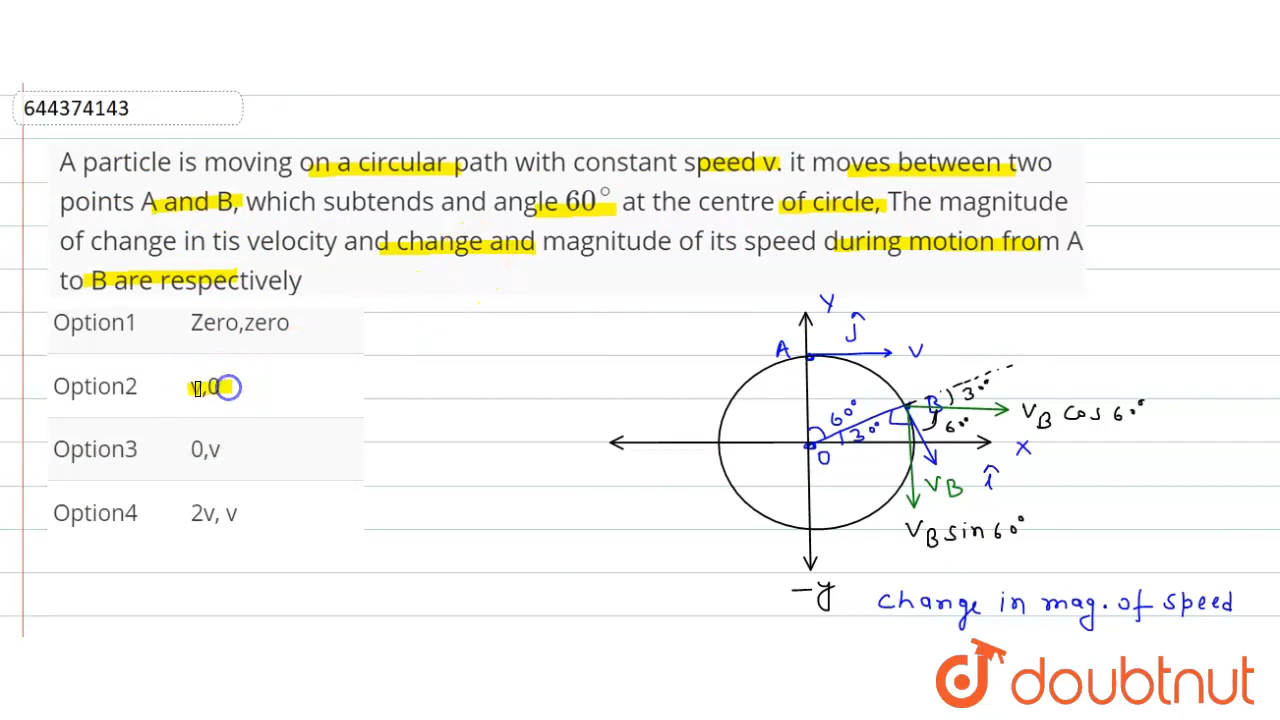 644374143
A particle is moving on a circular path with constant speed v. it moves between two
points A and B, which subtends and angle 60° at the centre of circle, The magnitude
of change in tis velocity and change and magnitude of its speed during motion from A
to B are respectively
Option1 Zero,zero
Option2 v,0
Option3 0,v
Option4 2v, v
Y
ĵ
A
V
B
30°
60°
60°
30°
V_B cos 60°
O
X
V_B
î
V_B sin 60°
-y
change in mag. of speed
doubtnut